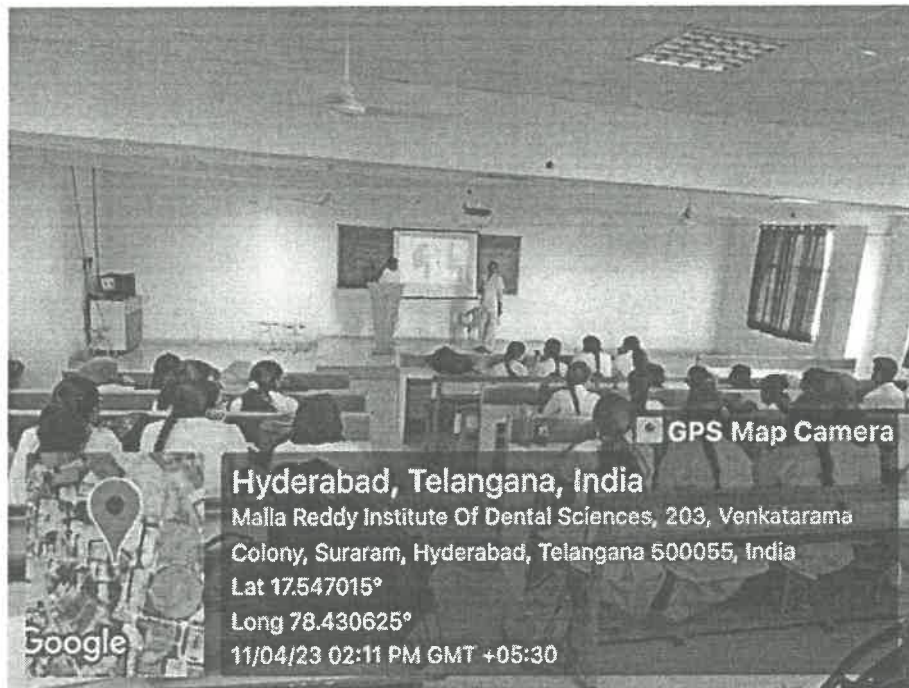 GPS Map Camera
Hyderabad, Telangana, India
Malla Reddy Institute Of Dental Sciences, 203, Venkatarama
Colony, Suraram, Hyderabad, Telangana 500055, India
Lat 17.547015°
Long 78.430625°
11/04/23 02:11 PM GMT +05:30
Google